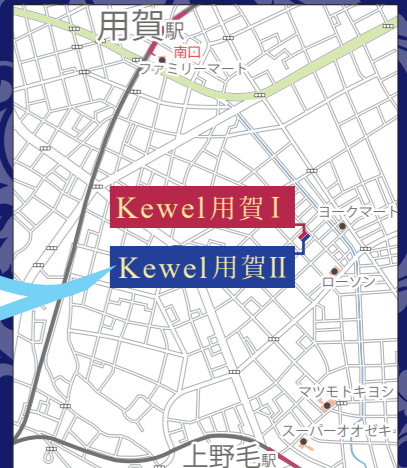 用賀駅
南口
ファミリーマート
Kewel用賀Ⅰ
ヨークマート
Kewel用賀Ⅱ
ローソン
マツモトキヨシ
スーパーオオゼキ
上野毛駅